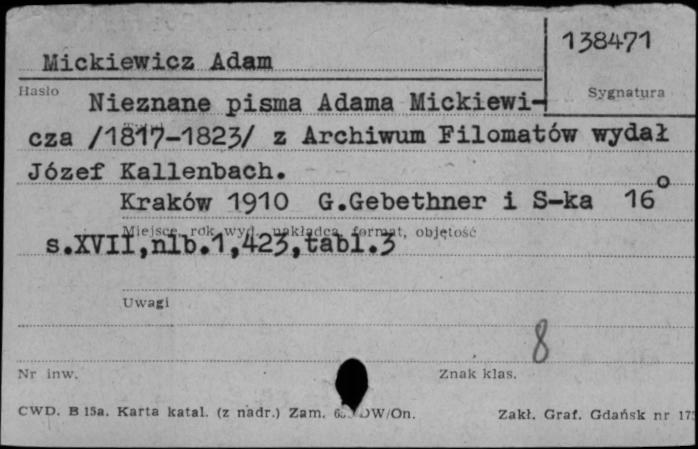 138471
Mickiewicz Adam
Hasło
Sygnatura
Nieznane pisma Adama Mickiewi-
cza /1817-1823/ z Archiwum Filomatów wydał
Józef Kallenbach.
Kraków 1910 G.Gebethner i S-ka 16°
Miejsce, rok wyd., nakładca, format, objętość
s.XVII,nlb.1,423,tabl.3
Uwagi
8
Nr inw.
Znak klas.
CWD. B 15a. Karta katal. (z nadr.) Zam. DW/On.
Zakł. Graf. Gdańsk nr